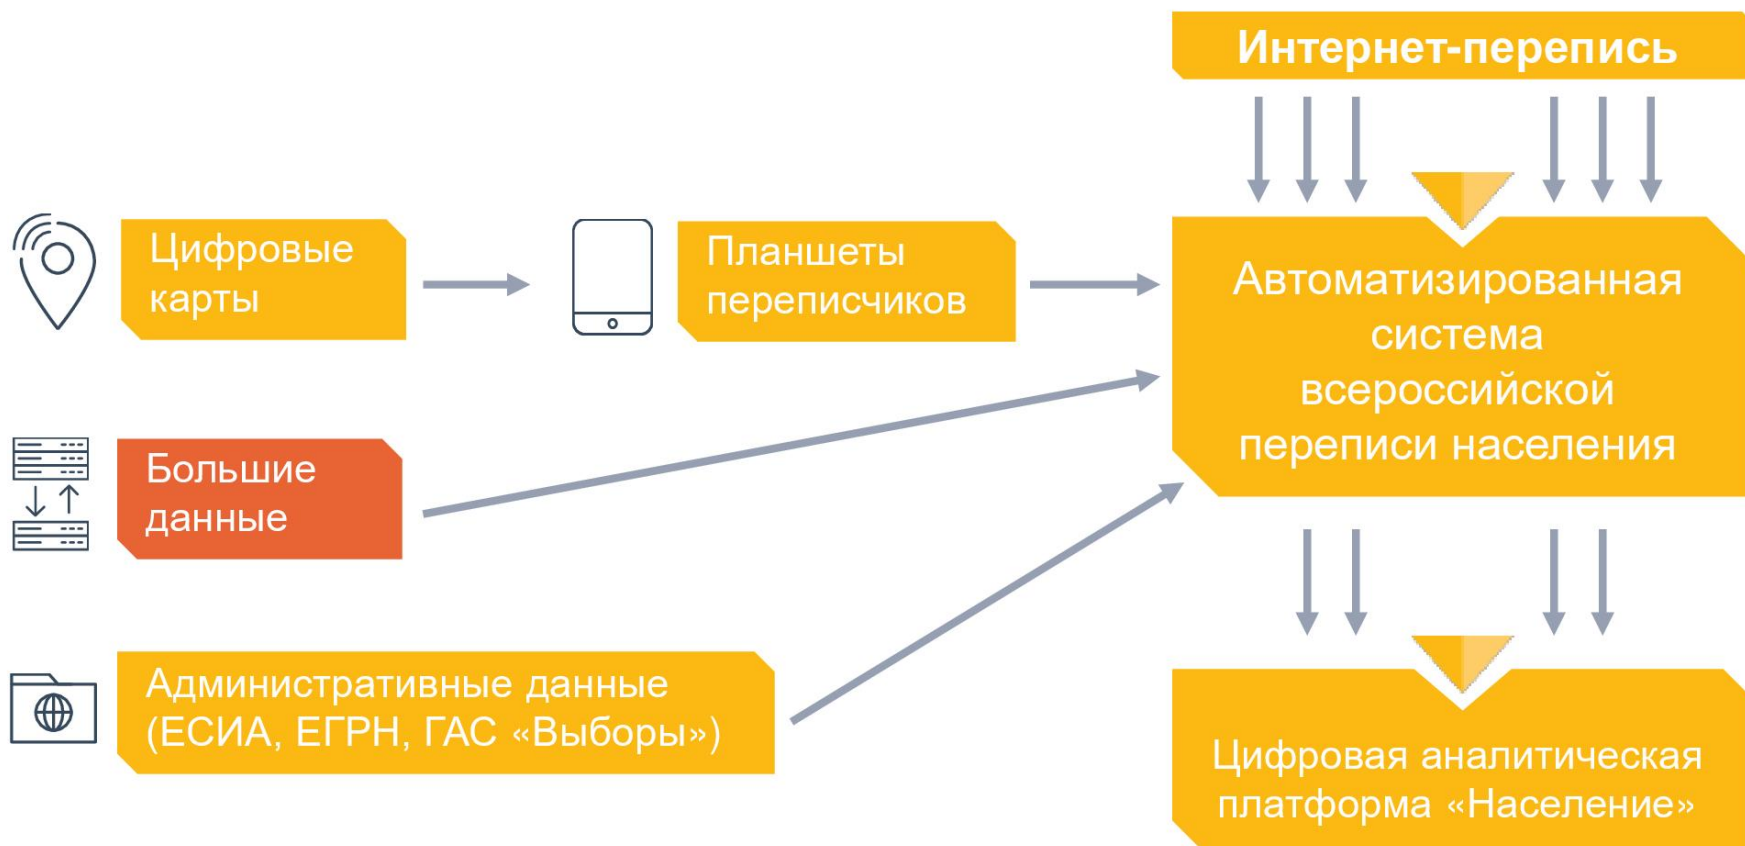 Интернет-перепись
Цифровые
карты
Планшеты
переписчиков
Автоматизированная
система
всероссийской
переписи населения
Большие
данные
Административные данные
(ЕСИА, ЕГРН, ГАС «Выборы»)
Цифровая аналитическая
платформа «Население»